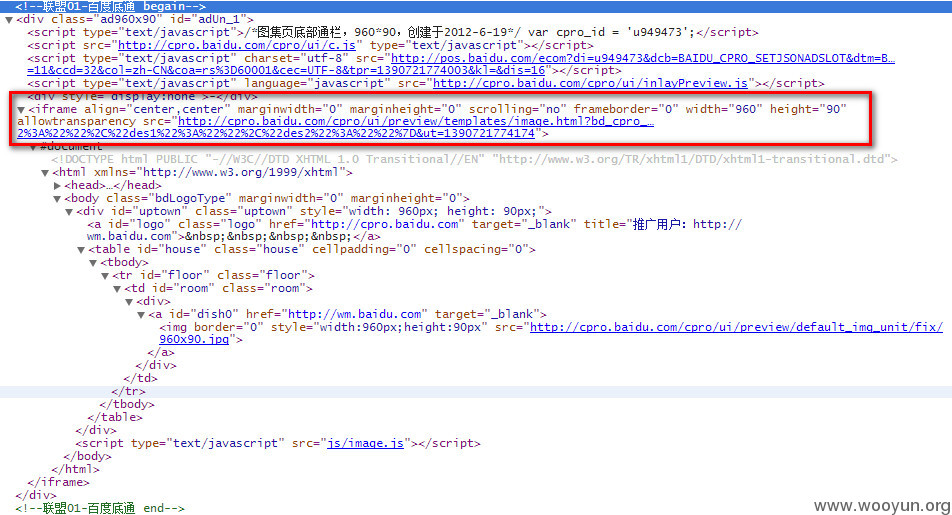 <!--联盟01-百度底通 begain-->
▼<div class="ad960x90" id="adUn_1">
<script type="text/javascript">/*图集页底部通栏，960*90，创建于2012-6-19*/ var cpro_id = 'u949473';</script>
<script src="http://cpro.baidu.com/cpro/ui/c.js" type="text/javascript"></script>
<script type="text/javascript" charset="utf-8" src="http://pos.baidu.com/ecom?di=u949473&dcb=BAIDU_CPRO_SETJSONADSLOT&dtm=B…
=11&ccd=32&col=zh-CN&coa=rs%3D60001&cec=UTF-8&tpr=1390721774003&kl=&dis=16"></script>
<script type="text/javascript" language="javascript" src="http://cpro.baidu.com/cpro/ui/inlayPreview.js"></script>
<div style="display:none">-</div>
▼<iframe align="center,center" marginwidth="0" marginheight="0" scrolling="no" frameborder="0" width="960" height="90"
allowtransparency src="http://cpro.baidu.com/cpro/ui/preview/templates/image.html?bd_cpro_…
2%3A%22%22%2C%22des1%22%3A%22%22%2C%22des2%22%3A%22%22%7D&ut=1390721774174">
▼#document
<!DOCTYPE html PUBLIC "-//W3C//DTD XHTML 1.0 Transitional//EN" "http://www.w3.org/TR/xhtml1/DTD/xhtml1-transitional.dtd">
▼<html xmlns="http://www.w3.org/1999/xhtml">
▶<head>…</head>
▼<body class="bdLogoType" marginwidth="0" marginheight="0">
▼<div id="uptown" class="uptown" style="width: 960px; height: 90px;">
<a id="logo" class="logo" href="http://cpro.baidu.com" target="_blank" title="推广用户：http://
wm.baidu.com">&nbsp;&nbsp;&nbsp;&nbsp;</a>
▼<table id="house" class="house" cellpadding="0" cellspacing="0">
▼<tbody>
▼<tr id="floor" class="floor">
▼<td id="room" class="room">
▼<div>
▼<a id="dish0" href="http://wm.baidu.com" target="_blank">
<img border="0" style="width:960px;height:90px" src="http://cpro.baidu.com/cpro/ui/preview/default_img_unit/fix/
960x90.jpg">
</a>
</div>
</td>
</tr>
</tbody>
</table>
</div>
<script type="text/javascript" src="js/image.js"></script>
</body>
</html>
</iframe>
</div>
<!--联盟01-百度底通 end-->
www.wooyun.org